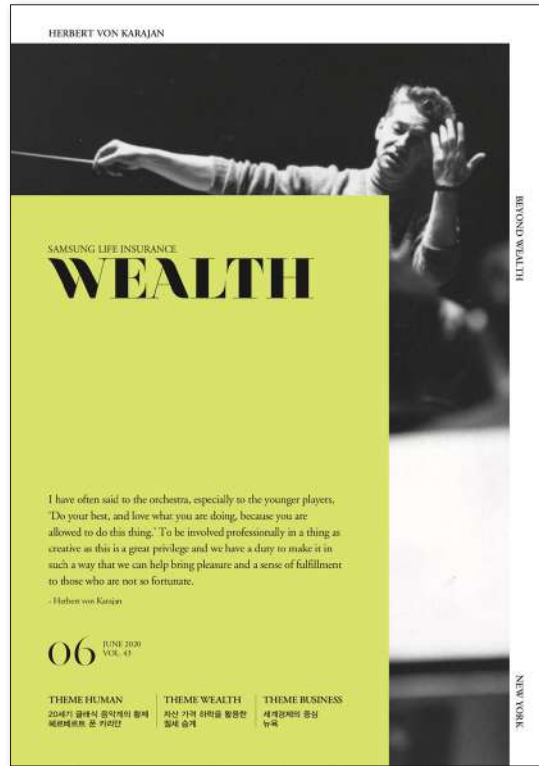 HERBERT VON KARAJAN
BEYOND WEALTH
SAMSUNG LIFE INSURANCE
WEALTH
I have often said to the orchestra, especially to the younger players,
'Do your best, and love what you are doing, because you are
allowed to do this thing.' To be involved professionally in a thing as
creative as this is a great privilege and we have a duty to make it in
such a way that we can help bring pleasure and a sense of fulfillment
to those who are not so fortunate.
- Herbert von Karajan
06 JUNE 2020
VOL. 43
THEME HUMAN
20세기 클래식 음악계의 황제
헤르베르트 폰 카라얀
THEME WEALTH
자산 가격 하락을 활용한
절세 승계
THEME BUSINESS
세계경제의 중심
뉴욕
NEW YORK